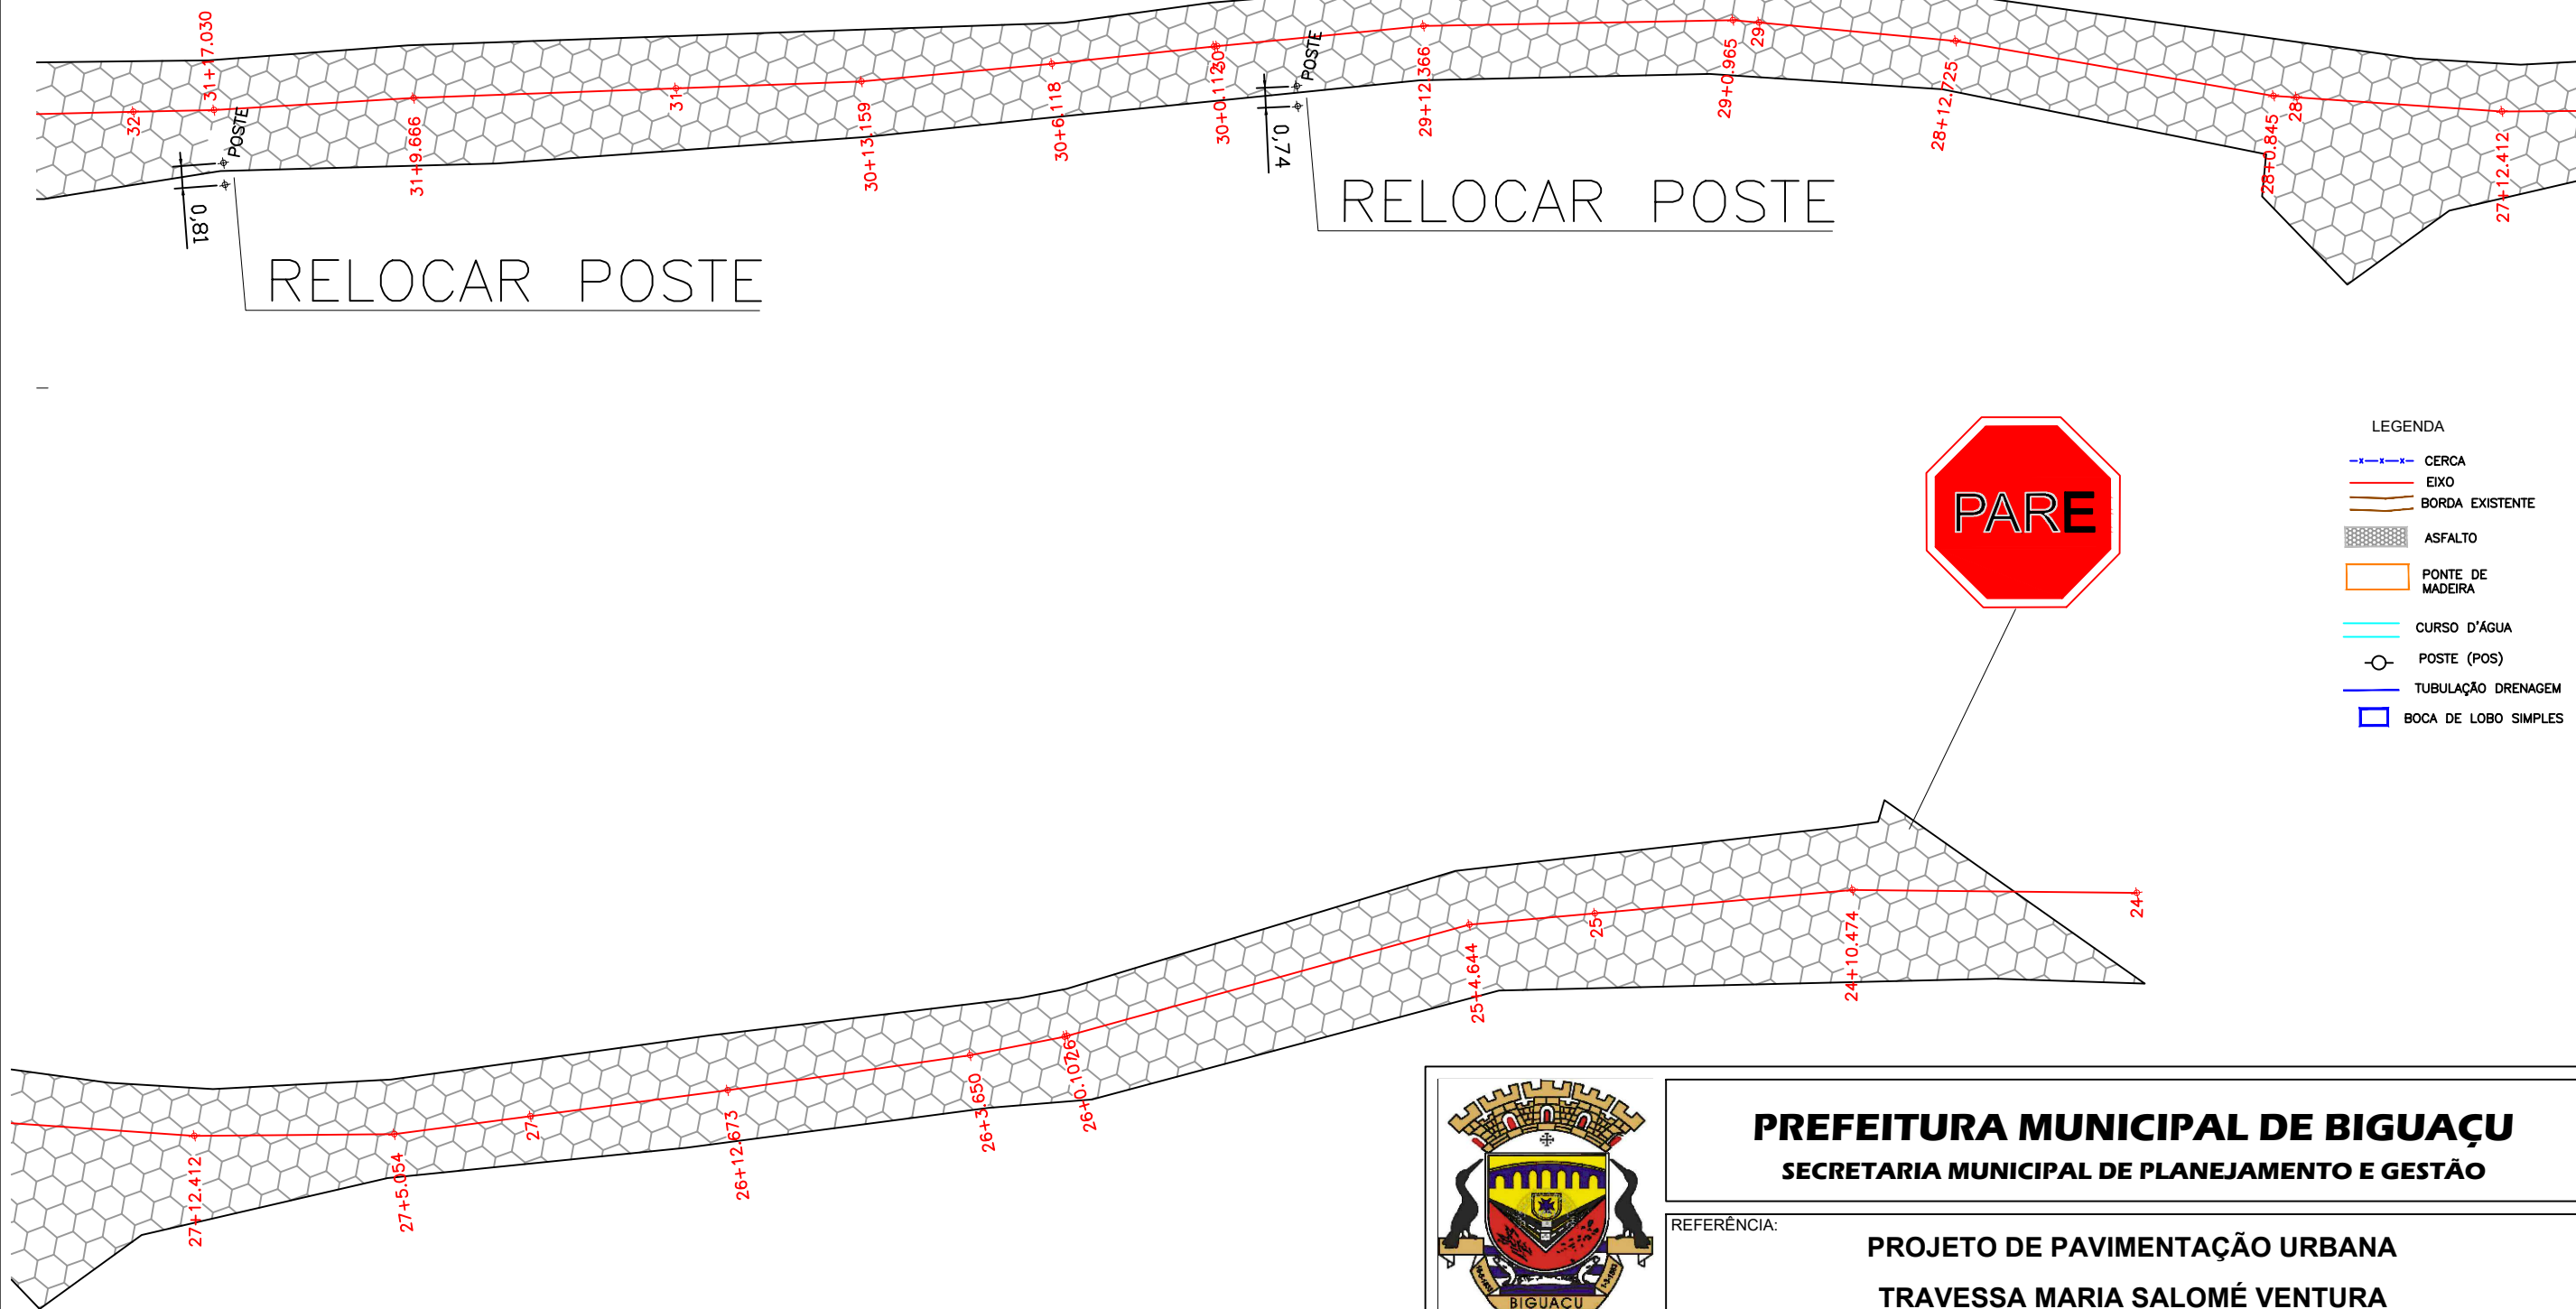 32
31+17.030
POSTE
0,81
RELOCAR POSTE
31+9.666
31
30+13.159
30+6.118
30+0.112
30
POSTE
0,74
RELOCAR POSTE
29+12.366
29+0.965
29
28+12.725
28+0.845
28
27+12.412
PARE
LEGENDA
CERCA
EIXO
BORDA EXISTENTE
ASFALTO
PONTE DE
MADEIRA
CURSO D'ÁGUA
POSTE (POS)
TUBULAÇÃO DRENAGEM
BOCA DE LOBO SIMPLES
27+12.412
27+5.054
27
26+12.673
26+3.650
26+0.107
26
25+4.644
25
24+10.474
24
PREFEITURA MUNICIPAL DE BIGUAÇU
SECRETARIA MUNICIPAL DE PLANEJAMENTO E GESTÃO
REFERÊNCIA:
PROJETO DE PAVIMENTAÇÃO URBANA
TRAVESSA MARIA SALOMÉ VENTURA
BIGUAÇU